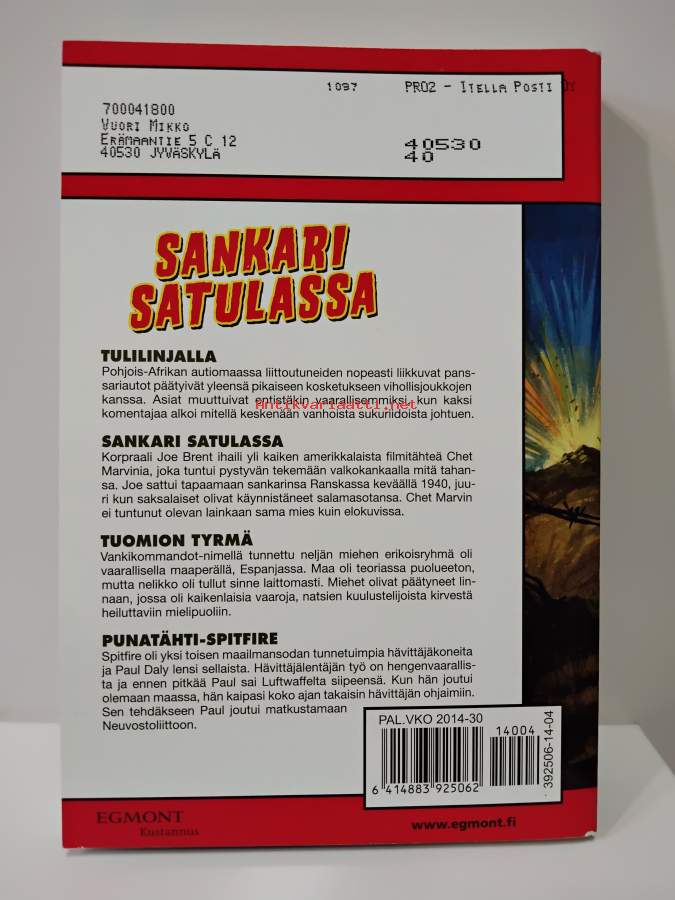 1097 PRO2 - ITELLA POSTI OY
700041800
VUORI MIKKO
ERÄMAANTIE 5 C 12
40530 JYVÄSKYLÄ
40530
40
SANKARI
SATULASSA
TULILINJALLA
Pohjois-Afrikan autiomaassa liittoutuneiden nopeasti liikkuvat pans-
sariautot päätyivät yleensä pikaiseen kosketukseen vihollisjoukkojen
kanssa. Asiat muuttuivat entistäkin vaarallisemmiksi, kun kaksi
komentajaa alkoi mitellä keskenään vanhoista sukuriidoista johtuen.
Antikvariaatti.net
SANKARI SATULASSA
Korpraali Joe Brent ihaili yli kaiken amerikkalaista filmitähteä Chet
Marvinia, joka tuntui pystyvän tekemään valkokankaalla mitä tahan-
sa. Joe sattui tapaamaan sankarinsa Ranskassa keväällä 1940, juu-
ri kun saksalaiset olivat käynnistäneet salamasotansa. Chet Marvin
ei tuntunut olevan lainkaan sama mies kuin elokuvissa.
TUOMION TYRMÄ
Vankikommandot-nimellä tunnettu neljän miehen erikoisryhmä oli
vaarallisella maaperällä, Espanjassa. Maa oli teoriassa puolueeton,
mutta nelikko oli tullut sinne laittomasti. Miehet olivat päätyneet lin-
naan, jossa oli kaikenlaisia vaaroja, natsien kuulustelijoista kirvestä
heiluttaviin mielipuoliin.
PUNATÄHTI-SPITFIRE
Spitfire oli yksi toisen maailmansodan tunnetuimpia hävittäjäkoneita
ja Paul Daly lensi sellaista. Hävittäjälentäjän työ on hengenvaarallis-
ta ja ennen pitkää Paul sai Luftwaffelta siipeensä. Kun hän joutui
olemaan maassa, hän kaipasi koko ajan takaisin hävittäjän ohjaimiin.
Sen tehdäkseen Paul joutui matkustamaan
Neuvostoliittoon.
PAL.VKO 2014-30
14004
6 414883 925062
392506-14-04
EGMONT
Kustannus
www.egmont.fi